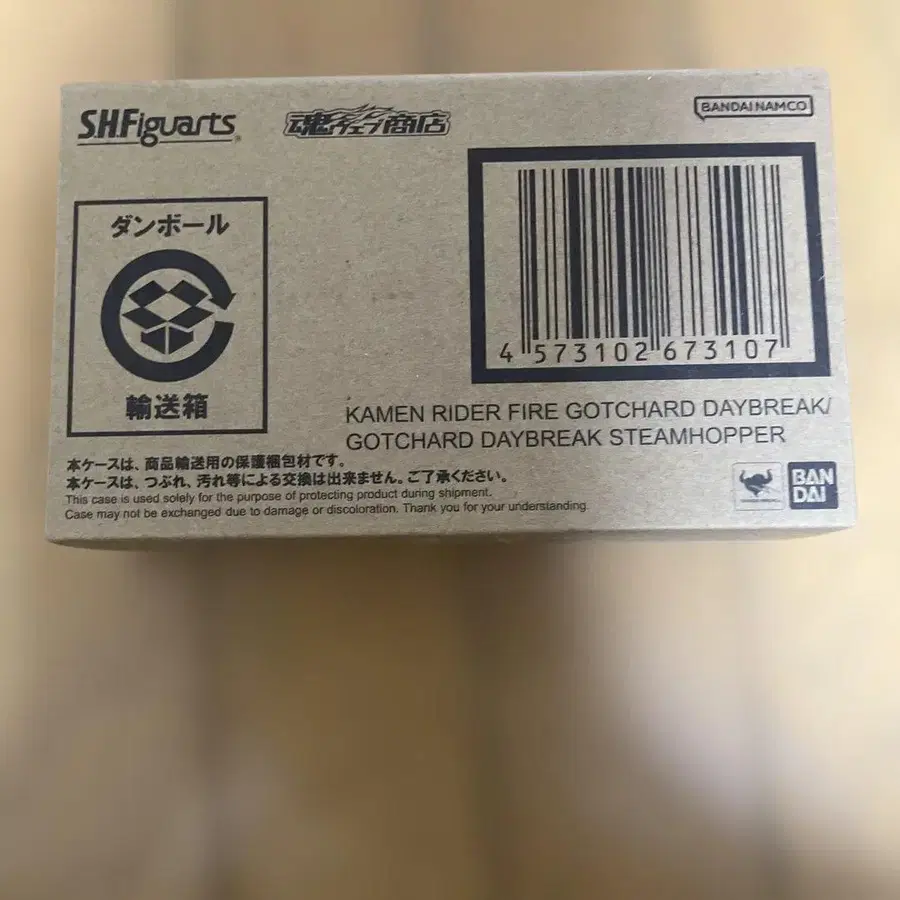 S.H.Figuarts
魂ウェブ商店
BANDAI NAMCO
ダンボール
輸送箱
4 573102 673107
KAMEN RIDER FIRE GOTCHARD DAYBREAK/
GOTCHARD DAYBREAK STEAMHOPPER
本ケースは、商品輸送用の保護梱包材です。
本ケースは、つぶれ、汚れ等による交換は出来ません。ご了承ください。
This case is used solely for the purpose of protecting product during shipment.
Case may not be exchanged due to damage or discoloration. Thank you for your understanding.
BAN
DAI